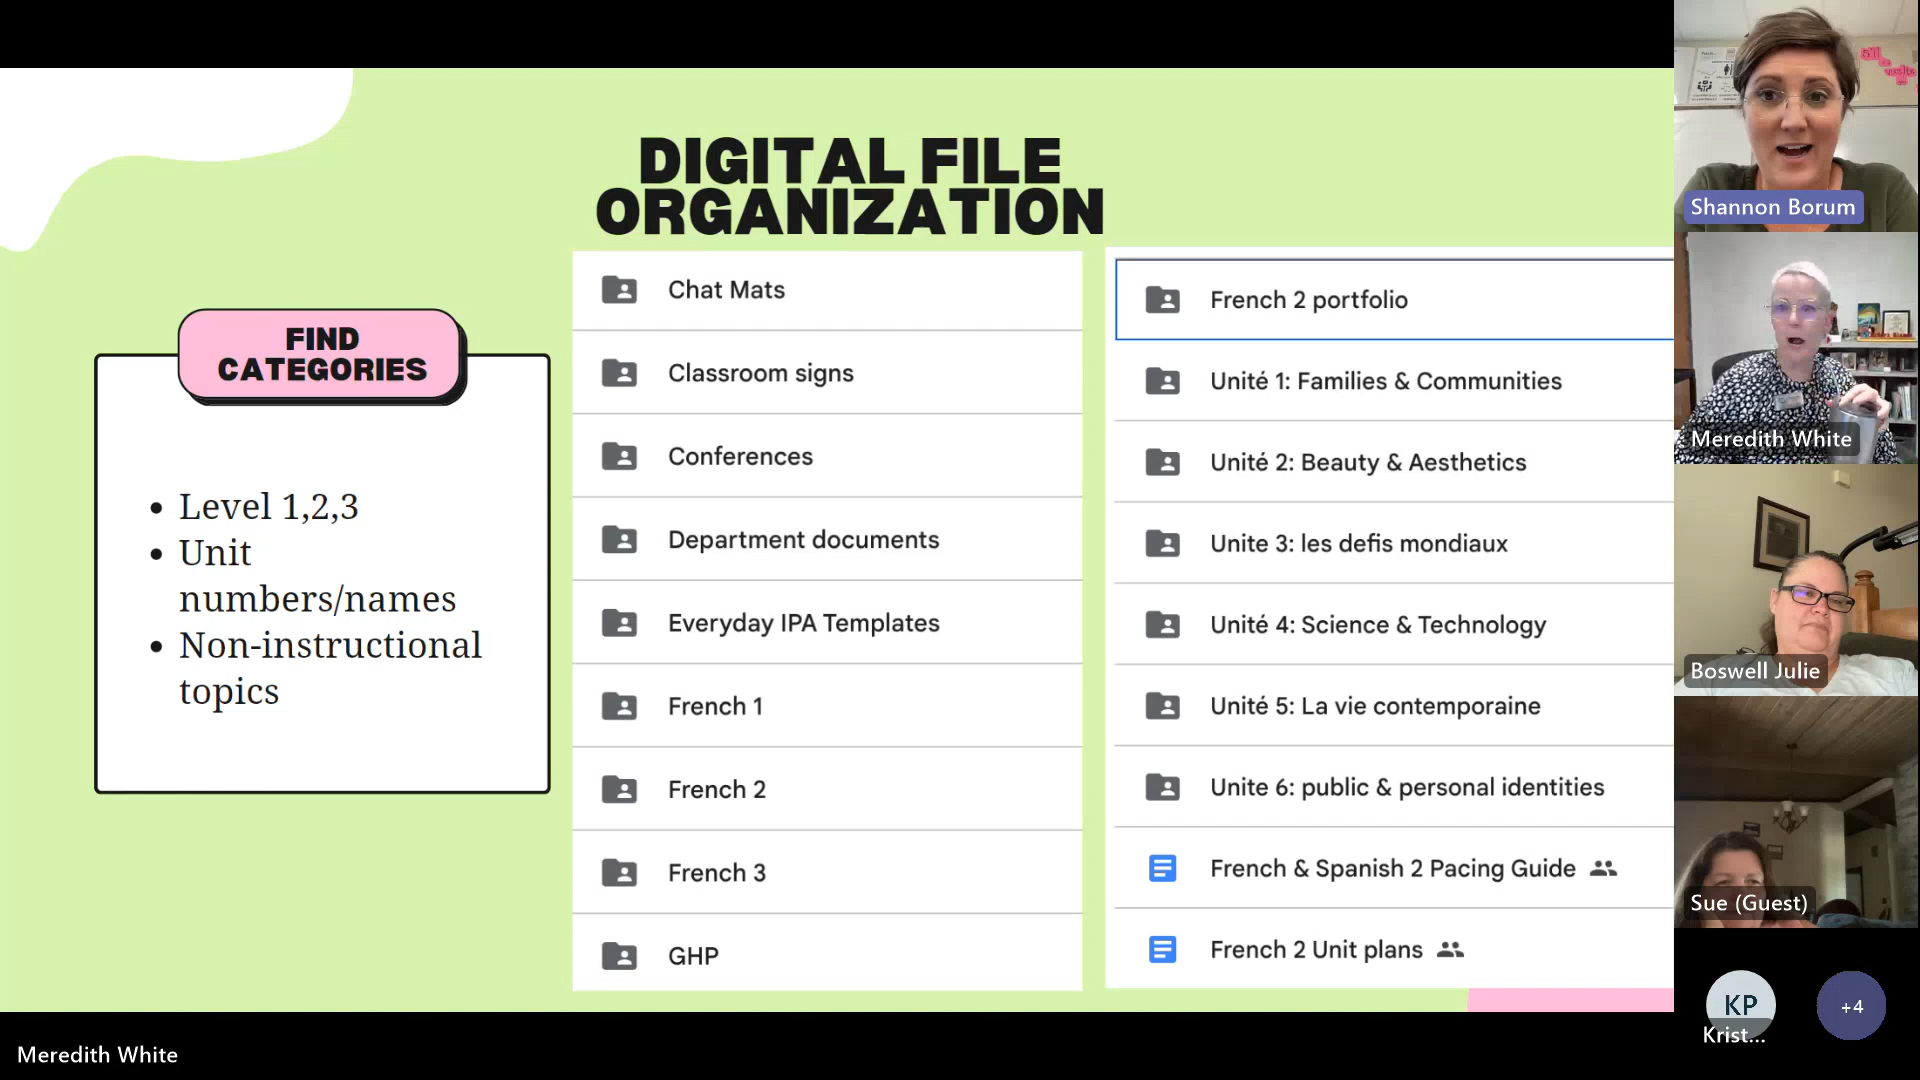 DIGITAL FILE
ORGANIZATION
FIND
CATEGORIES
• Level 1,2,3
• Unit
numbers/names
• Non-instructional
topics
Chat Mats
Classroom signs
Conferences
Department documents
Everyday IPA Templates
French 1
French 2
French 3
GHP
French 2 portfolio
Unité 1: Families & Communities
Unité 2: Beauty & Aesthetics
Unite 3: les defis mondiaux
Unité 4: Science & Technology
Unité 5: La vie contemporaine
Unite 6: public & personal identities
French & Spanish 2 Pacing Guide
French 2 Unit plans
Shannon Borum
Meredith White
Boswell Julie
Sue (Guest)
KP
Krist...
+4
Meredith White